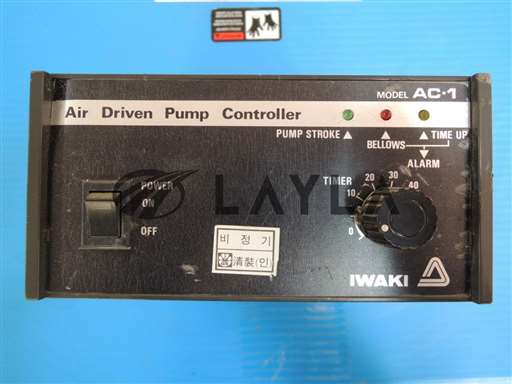 MODEL AC-1
Air Driven Pump Controller
PUMP STROKE ▲ ▲ ▲ TIME UP
BELLOWS
ALARM
POWER
ON
OFF
TIMER
0 10 20 30 40
LAYLA
비 정 기
清裝(인)
IWAKI